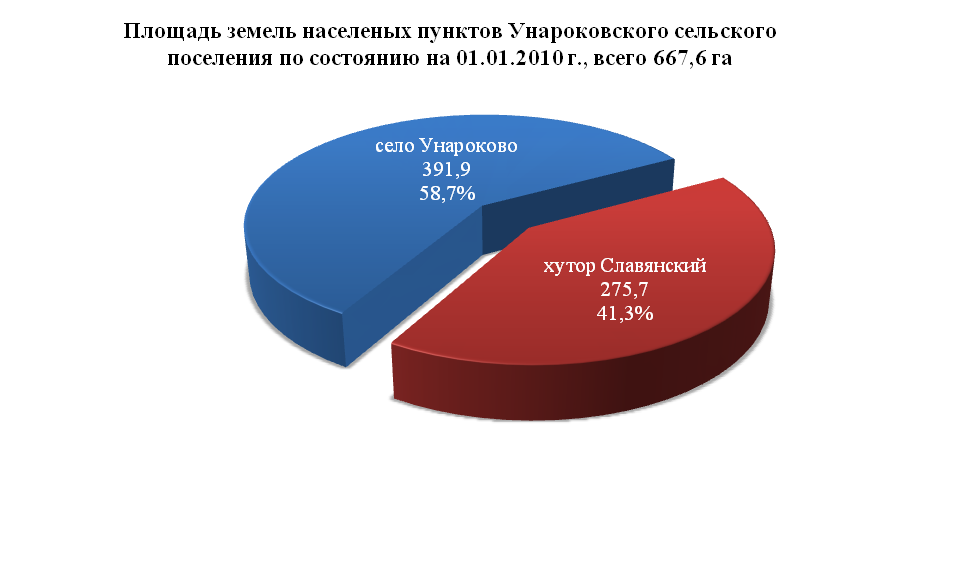 Площадь земель населеных пунктов Унароковского сельского
поселения по состоянию на 01.01.2010 г., всего 667,6 га
село Унароково
391,9
58,7%
хутор Славянский
275,7
41,3%